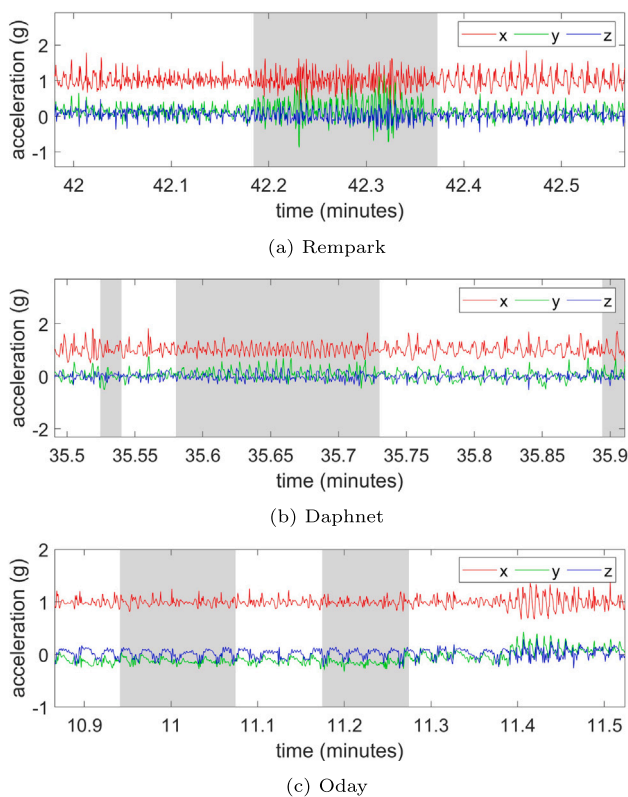 x y z
acceleration (g)
2
1
0
-1
42 42.1 42.2 42.3 42.4 42.5
time (minutes)
(a) Rempark
x y z
acceleration (g)
2
0
-2
35.5 35.55 35.6 35.65 35.7 35.75 35.8 35.85 35.9
time (minutes)
(b) Daphnet
x y z
acceleration (g)
2
1
0
-1
10.9 11 11.1 11.2 11.3 11.4 11.5
time (minutes)
(c) Oday